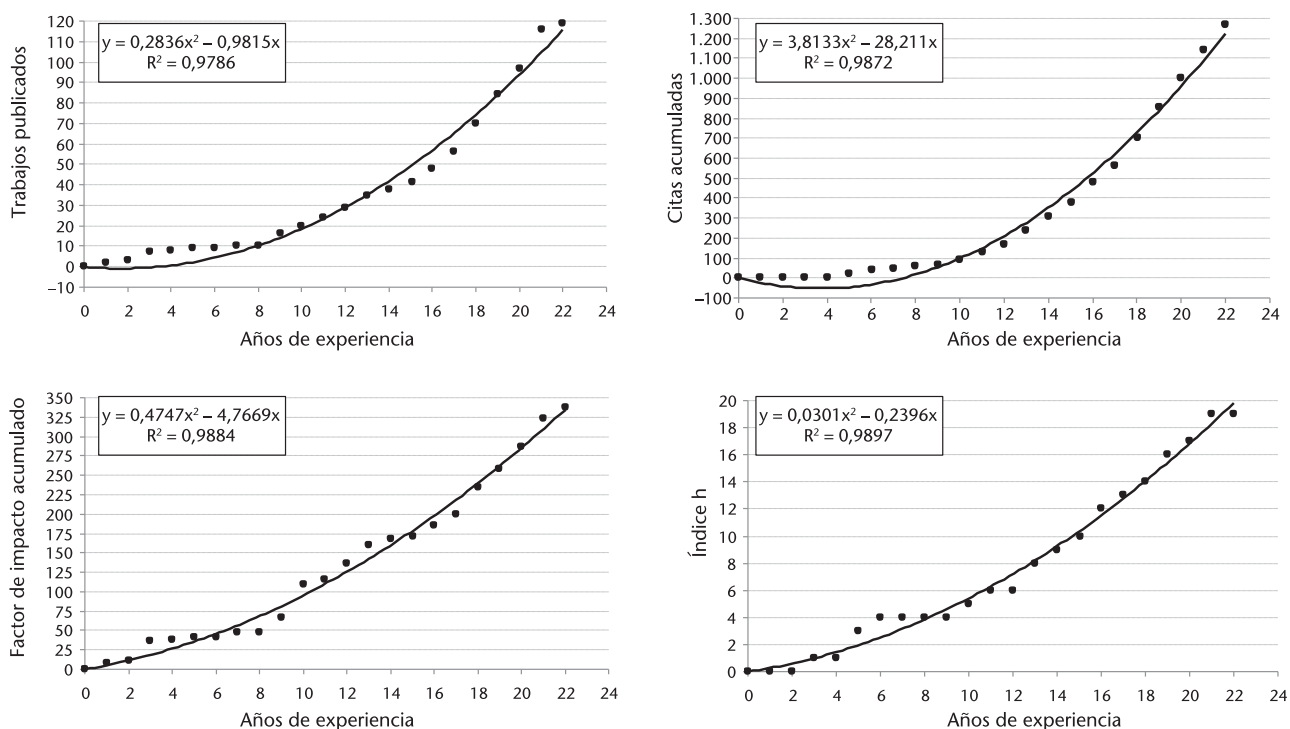 120
110
100
90
80
70
60
50
40
30
20
10
0
–10
Trabajos publicados
y = 0,2836x² – 0,9815x
R² = 0,9786
0 2 4 6 8 10 12 14 16 18 20 22 24
Años de experiencia
1.300
1.200
1.100
1.000
900
800
700
600
500
400
300
200
100
0
–100
Citas acumuladas
y = 3,8133x² – 28,211x
R² = 0,9872
0 2 4 6 8 10 12 14 16 18 20 22 24
Años de experiencia
350
325
300
275
250
225
200
175
150
125
100
75
50
25
0
Factor de impacto acumulado
y = 0,4747x² – 4,7669x
R² = 0,9884
0 2 4 6 8 10 12 14 16 18 20 22 24
Años de experiencia
20
18
16
14
12
10
8
6
4
2
0
Índice h
y = 0,0301x² – 0,2396x
R² = 0,9897
0 2 4 6 8 10 12 14 16 18 20 22 24
Años de experiencia